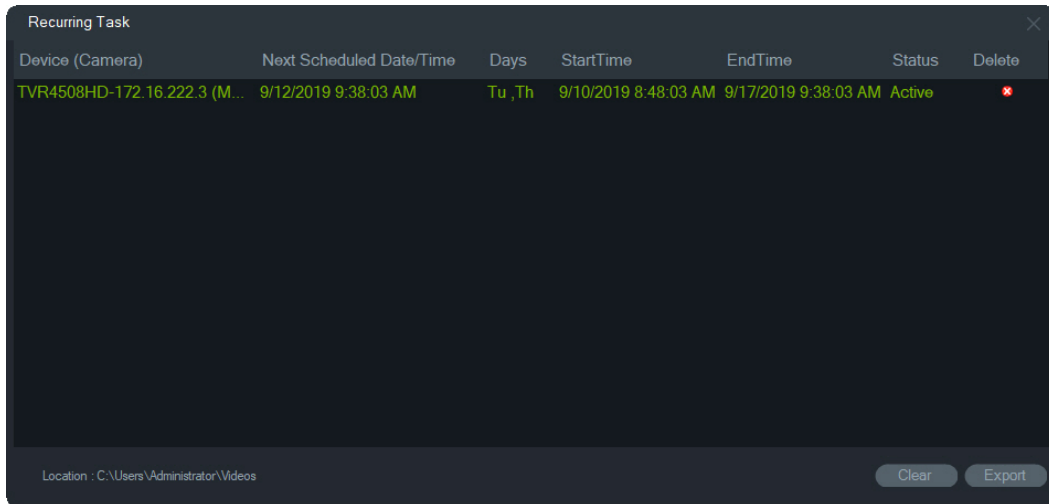 Recurring Task
Device (Camera) Next Scheduled Date/Time Days StartTime EndTime Status Delete
TVR4508HD-172.16.222.3 (M... 9/12/2019 9:38:03 AM Tu ,Th 9/10/2019 8:48:03 AM 9/17/2019 9:38:03 AM Active
Location : C:\Users\Administrator\Videos Clear Export